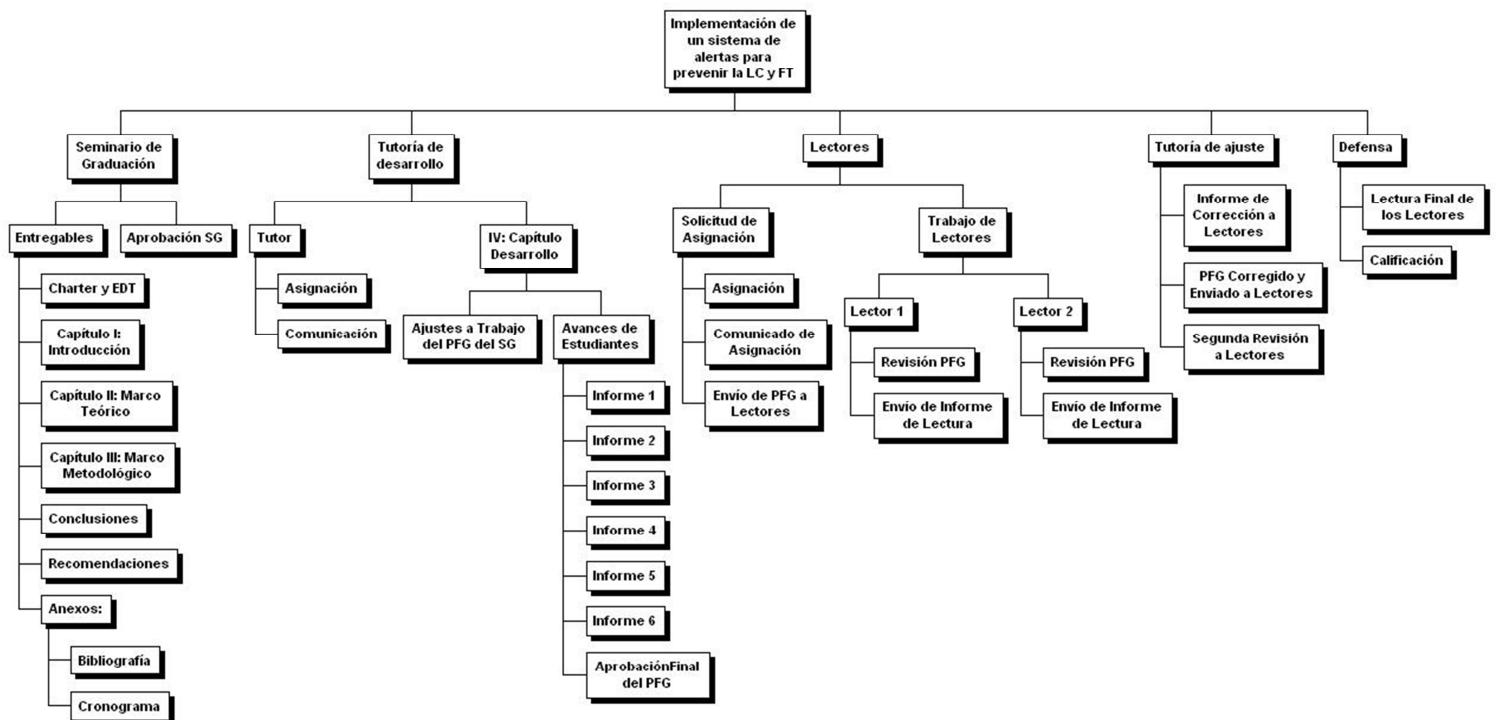 Implementación de
un sistema de
alertas para
prevenir la LC y FT
Seminario de
Graduación
Entregables
Charter y EDT
Capítulo I:
Introducción
Capítulo II: Marco
Teórico
Capítulo III: Marco
Metodológico
Conclusiones
Recomendaciones
Anexos:
Bibliografía
Cronograma
Aprobación SG
Tutoría de
desarrollo
Tutor
Asignación
Comunicación
IV: Capítulo
Desarrollo
Ajustes a Trabajo
del PFG del SG
Avances de
Estudiantes
Informe 1
Informe 2
Informe 3
Informe 4
Informe 5
Informe 6
AprobaciónFinal
del PFG
Lectores
Solicitud de
Asignación
Asignación
Comunicado de
Asignación
Envío de PFG a
Lectores
Trabajo de
Lectores
Lector 1
Revisión PFG
Envío de Informe
de Lectura
Lector 2
Revisión PFG
Envío de Informe
de Lectura
Tutoría de ajuste
Informe de
Corrección a
Lectores
PFG Corregido y
Enviado a Lectores
Segunda Revisión
a Lectores
Defensa
Lectura Final de
los Lectores
Calificación